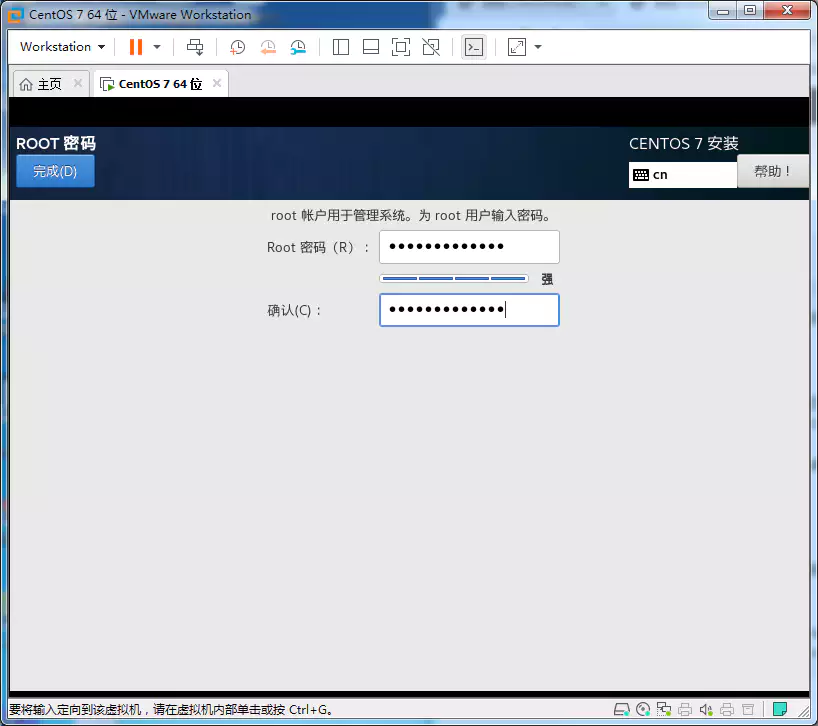 CentOS 7 64 位 - VMware Workstation
Workstation
主页
CentOS 7 64 位
ROOT 密码
CENTOS 7 安装
完成(D)
cn
帮助！
root 帐户用于管理系统。为 root 用户输入密码。
Root 密码（R）：
●●●●●●●●●●●●●
强
确认(C)：
●●●●●●●●●●●●●
要将输入定向到该虚拟机，请在虚拟机内部单击或按 Ctrl+G。